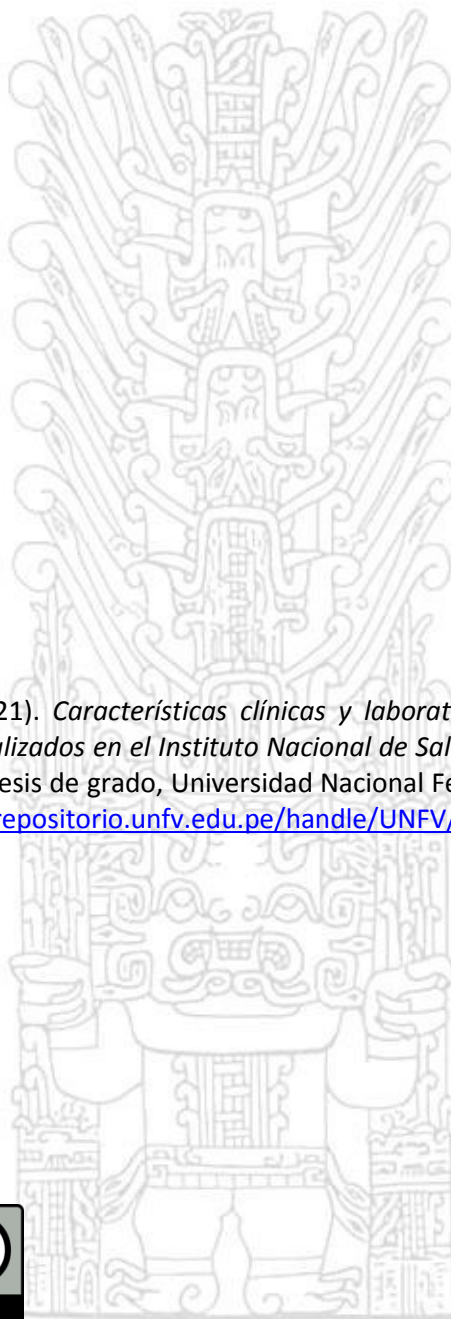 21). Características clínicas y laborat
alizados en el Instituto Nacional de Sal
esis de grado, Universidad Nacional Fe
repositorio.unfv.edu.pe/handle/UNFV/